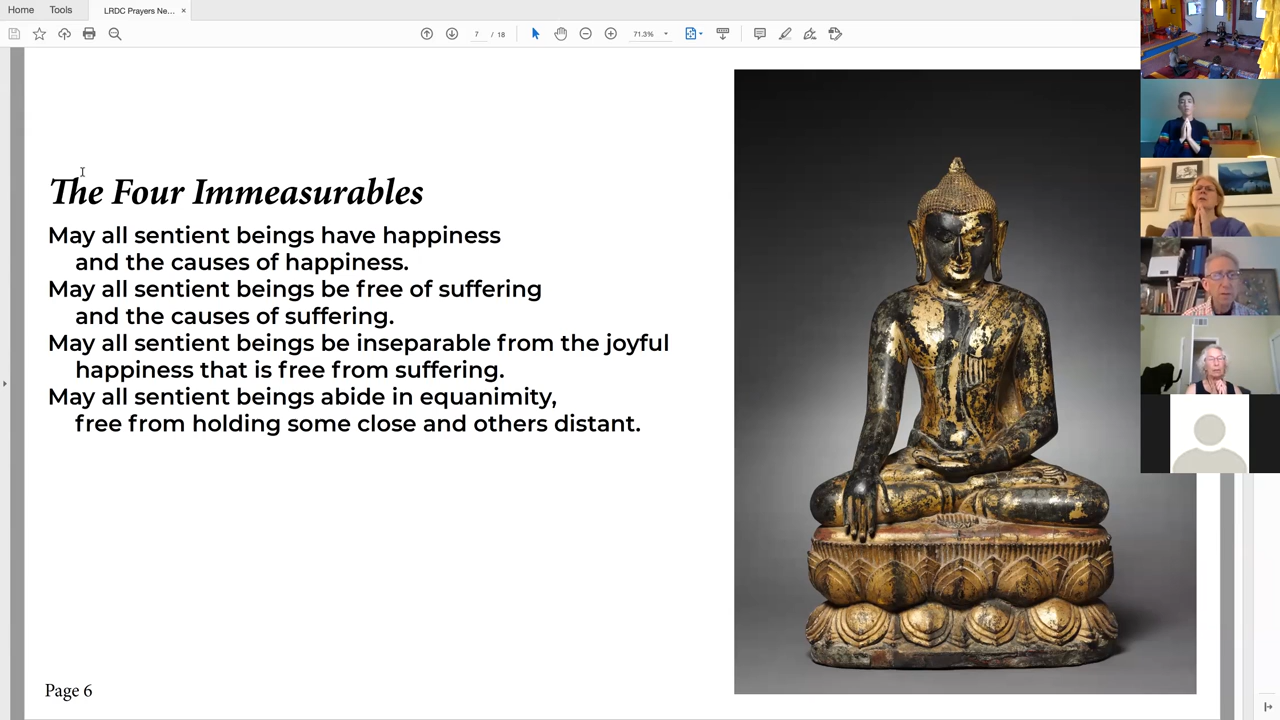 Home Tools LRDC Prayers Ne... ×
7 / 18 71.3%
The Four Immeasurables
May all sentient beings have happiness
and the causes of happiness.
May all sentient beings be free of suffering
and the causes of suffering.
May all sentient beings be inseparable from the joyful
happiness that is free from suffering.
May all sentient beings abide in equanimity,
free from holding some close and others distant.
Page 6